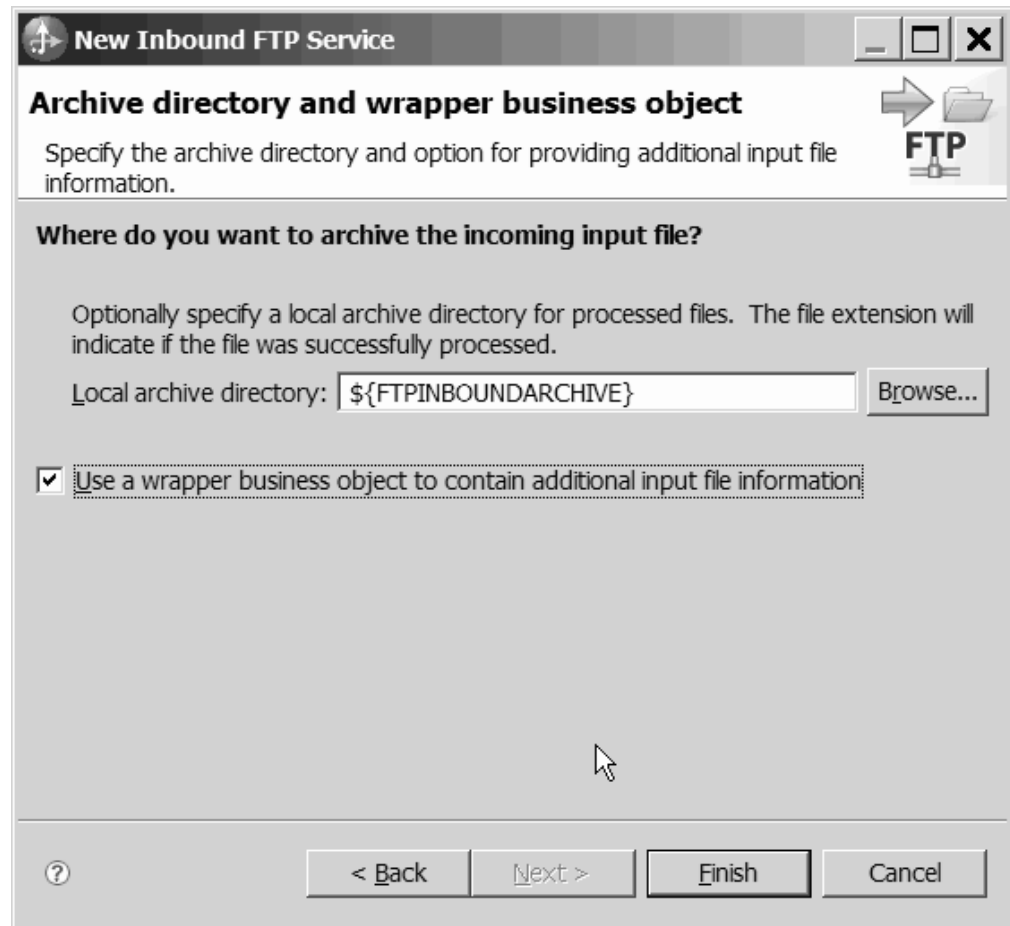 New Inbound FTP Service
Archive directory and wrapper business object
Specify the archive directory and option for providing additional input file
information.
FTP
Where do you want to archive the incoming input file?
Optionally specify a local archive directory for processed files. The file extension will
indicate if the file was successfully processed.
Local archive directory: ${FTPINBOUNDARCHIVE} Browse...
Use a wrapper business object to contain additional input file information
? < Back Next > Finish Cancel